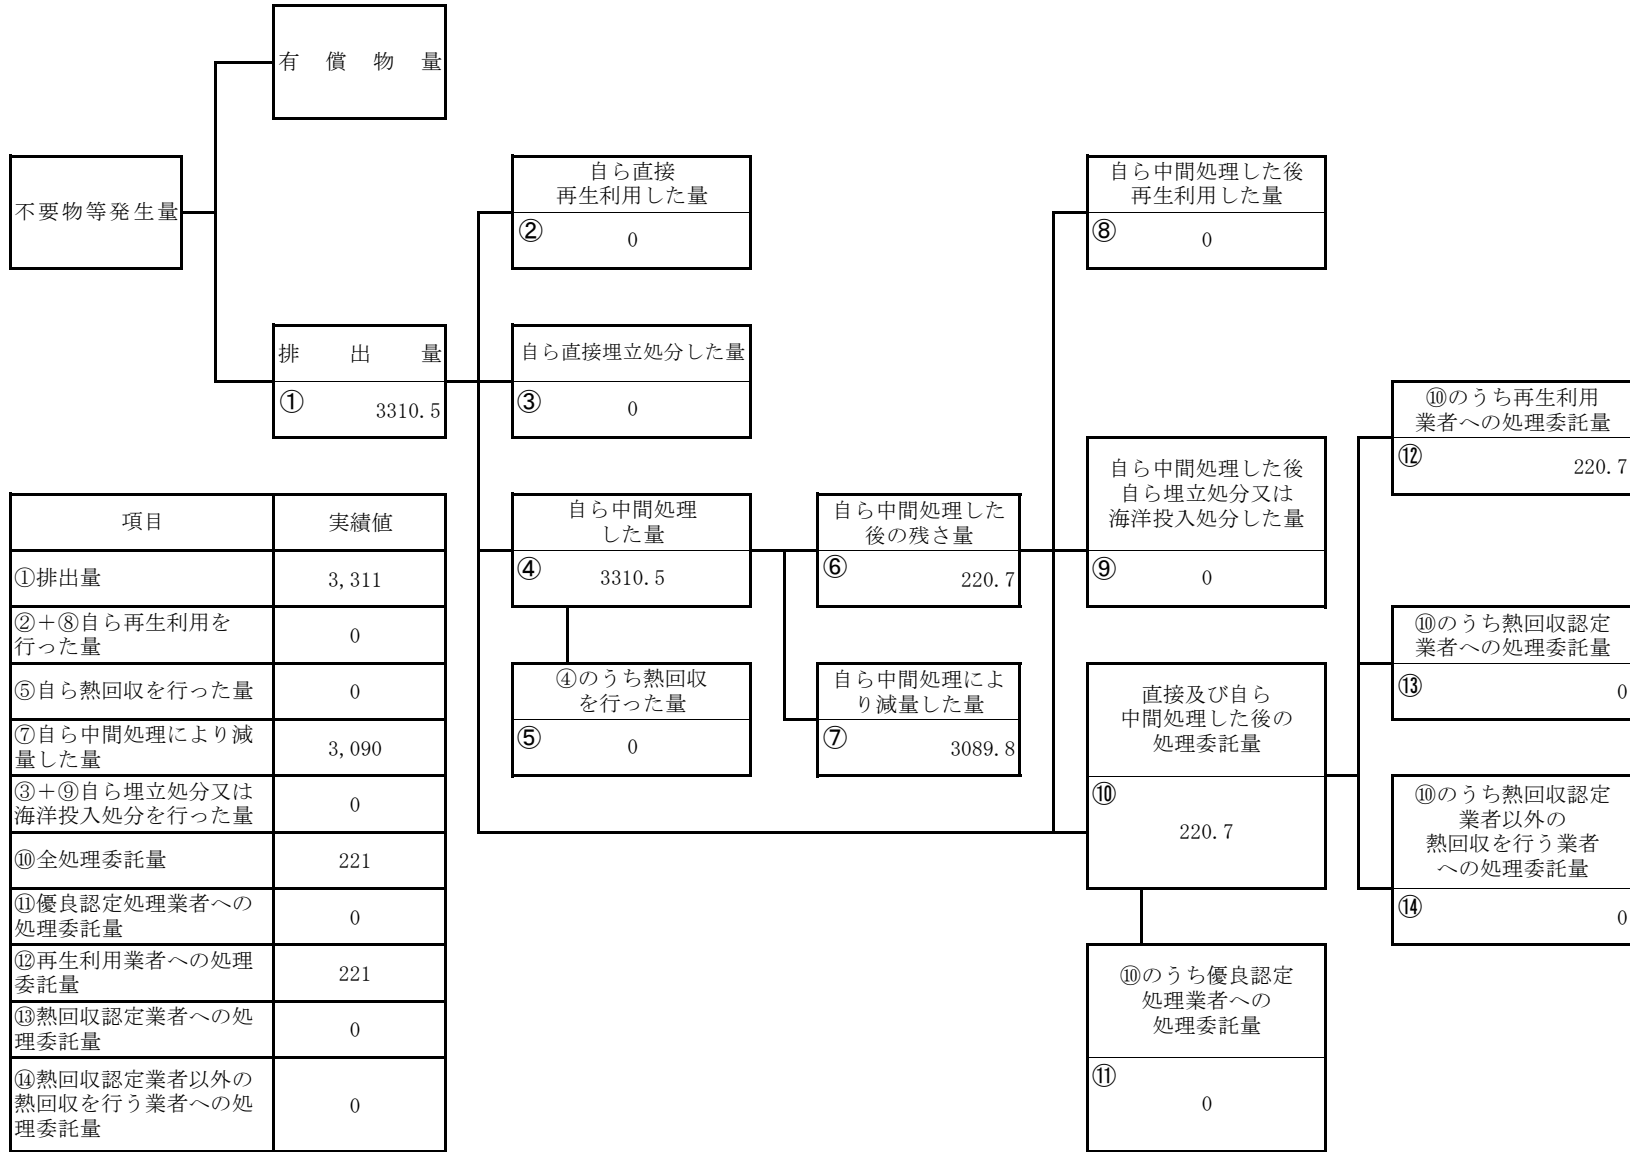 有償物量
不要物等発生量
排出量
①
3310.5
自ら直接
再生利用した量
②
0
自ら直接埋立処分した量
③
0
自ら中間処理
した量
④
3310.5
④のうち熱回収
を行った量
⑤
0
自ら中間処理した
後の残さ量
⑥
220.7
自ら中間処理によ
り減量した量
⑦
3089.8
自ら中間処理した後
再生利用した量
⑧
0
自ら中間処理した後
自ら埋立処分又は
海洋投入処分した量
⑨
0
直接及び自ら
中間処理した後の
処理委託量
⑩
220.7
⑩のうち優良認定
処理業者への
処理委託量
⑪
0
⑩のうち再生利用
業者への処理委託量
⑫
220.7
⑩のうち熱回収認定
業者への処理委託量
⑬
0
⑩のうち熱回収認定
業者以外の
熱回収を行う業者
への処理委託量
⑭
0
項目
実績値
①排出量
3,311
②＋⑧自ら再生利用を
行った量
0
⑤自ら熱回収を行った量
0
⑦自ら中間処理により減
量した量
3,090
③＋⑨自ら埋立処分又は
海洋投入処分を行った量
0
⑩全処理委託量
221
⑪優良認定処理業者への
処理委託量
0
⑫再生利用業者への処理
委託量
221
⑬熱回収認定業者への処
理委託量
0
⑭熱回収認定業者以外の
熱回収を行う業者への処
理委託量
0